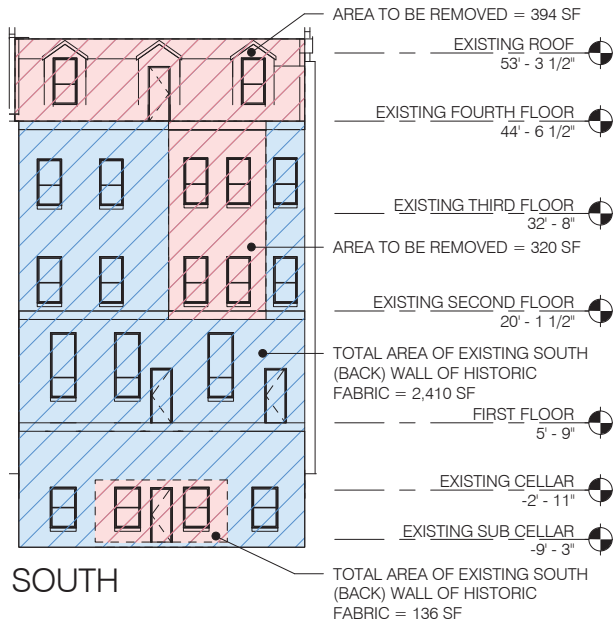 AREA TO BE REMOVED = 394 SF
EXISTING ROOF
53' - 3 1/2"
EXISTING FOURTH FLOOR
44' - 6 1/2"
EXISTING THIRD FLOOR
32' - 8"
AREA TO BE REMOVED = 320 SF
EXISTING SECOND FLOOR
20' - 1 1/2"
TOTAL AREA OF EXISTING SOUTH
(BACK) WALL OF HISTORIC
FABRIC = 2,410 SF
FIRST FLOOR
5' - 9"
EXISTING CELLAR
-2' - 11"
EXISTING SUB CELLAR
-9' - 3"
TOTAL AREA OF EXISTING SOUTH
(BACK) WALL OF HISTORIC
FABRIC = 136 SF
SOUTH